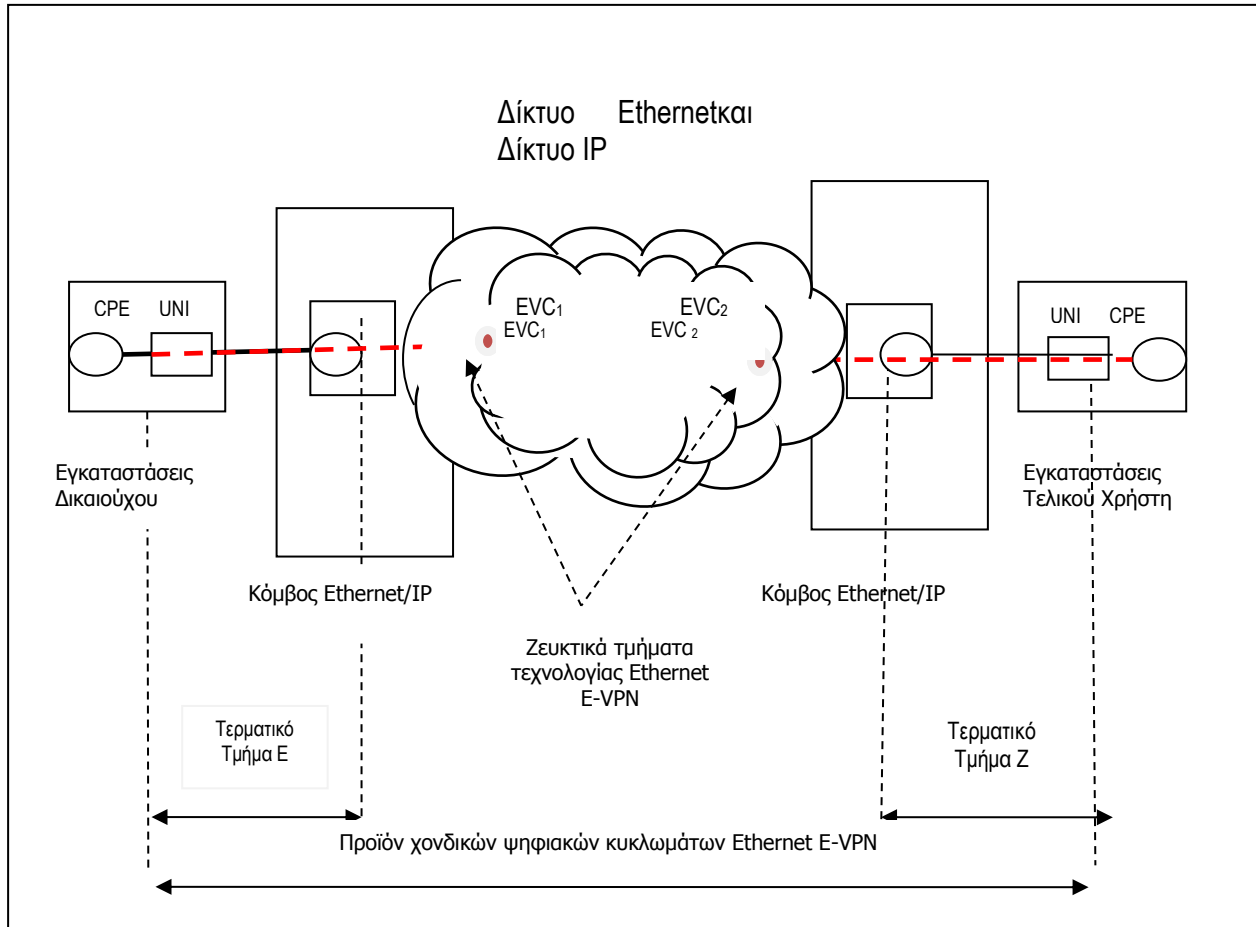 Δίκτυο Ethernetκαι
Δίκτυο IP
EVC1
EVC2
EVC1
EVC 2
CPE UNI
UNI CPE
Εγκαταστάσεις
Δικαιούχου
Εγκαταστάσεις
Τελικού Χρήστη
Κόμβος Ethernet/IP
Κόμβος Ethernet/IP
Ζευκτικά τμήματα
τεχνολογίας Ethernet
E-VPN
Τερματικό
Τμήμα Ε
Τερματικό
Τμήμα Ζ
Προϊόν χονδικών ψηφιακών κυκλωμάτων Ethernet E-VPN